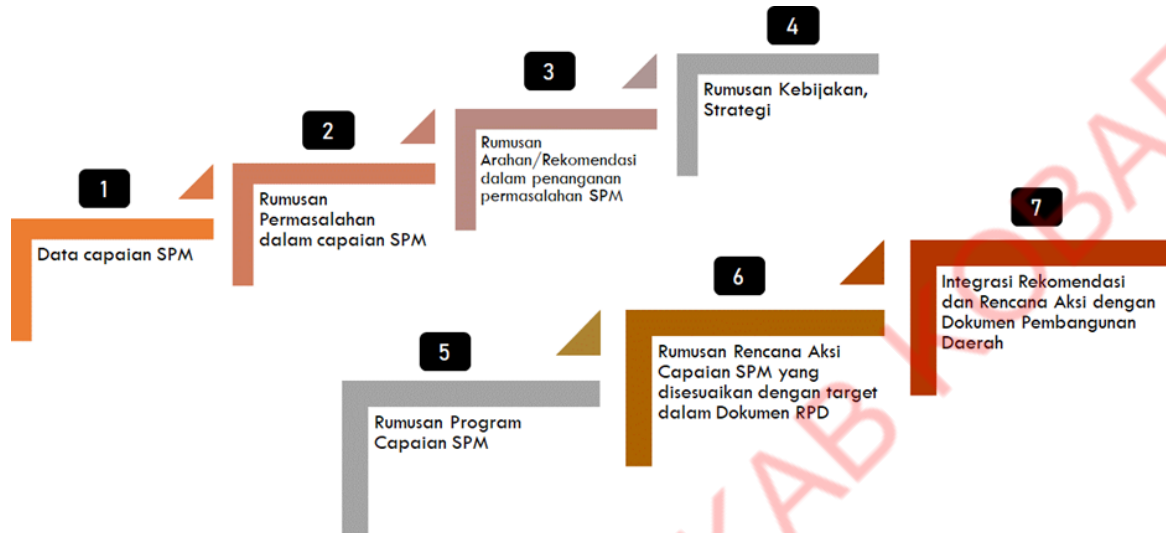 1
Data capaian SPM
2
Rumusan
Permasalahan
dalam capaian SPM
3
Rumusan
Arahan/Rekomendasi
dalam penanganan
permasalahan SPM
4
Rumusan Kebijakan,
Strategi
5
Rumusan Program
Capaian SPM
6
Rumusan Rencana Aksi
Capaian SPM yang
disesuaikan dengan target
dalam Dokumen RPD
7
Integrasi Rekomendasi
dan Rencana Aksi dengan
Dokumen Pembangunan
Daerah
KAB KOBAR